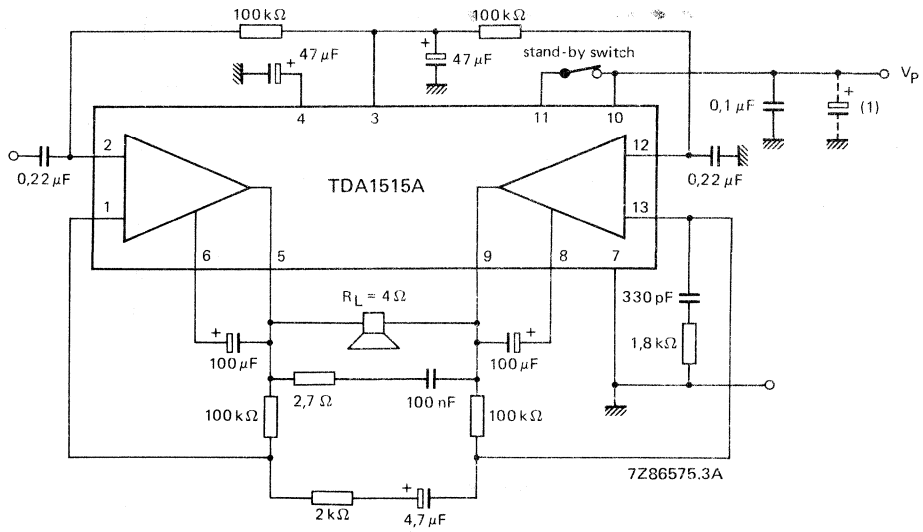 100 kΩ
100 kΩ
+
47 μF
+
47 μF
stand-by switch
V_P
4
3
11
10
0,1 μF
+
(1)
2
12
0,22 μF
TDA1515A
0,22 μF
1
13
6
5
9
8
7
330 pF
R_L = 4 Ω
+
100 μF
+
100 μF
1,8 kΩ
2,7 Ω
100 nF
100 kΩ
100 kΩ
7Z86575.3A
+
2 kΩ
4,7 μF